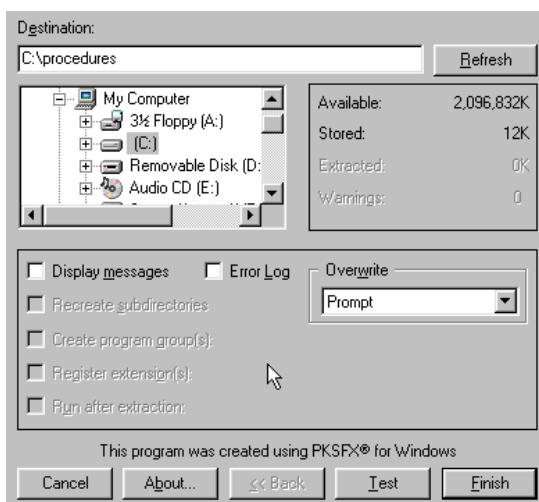 Destination:
C:\procedures
Refresh
My Computer
3½ Floppy (A:)
(C:)
Removable Disk (D:
Audio CD (E:)
Available: 2,096,832K
Stored: 12K
Extracted: 0K
Warnings: 0
Display messages
Error Log
Recreate subdirectories
Create program group(s):
Register extension(s):
Run after extraction:
Overwrite
Prompt
This program was created using PKSFX® for Windows
Cancel
About...
<< Back
Test
Finish